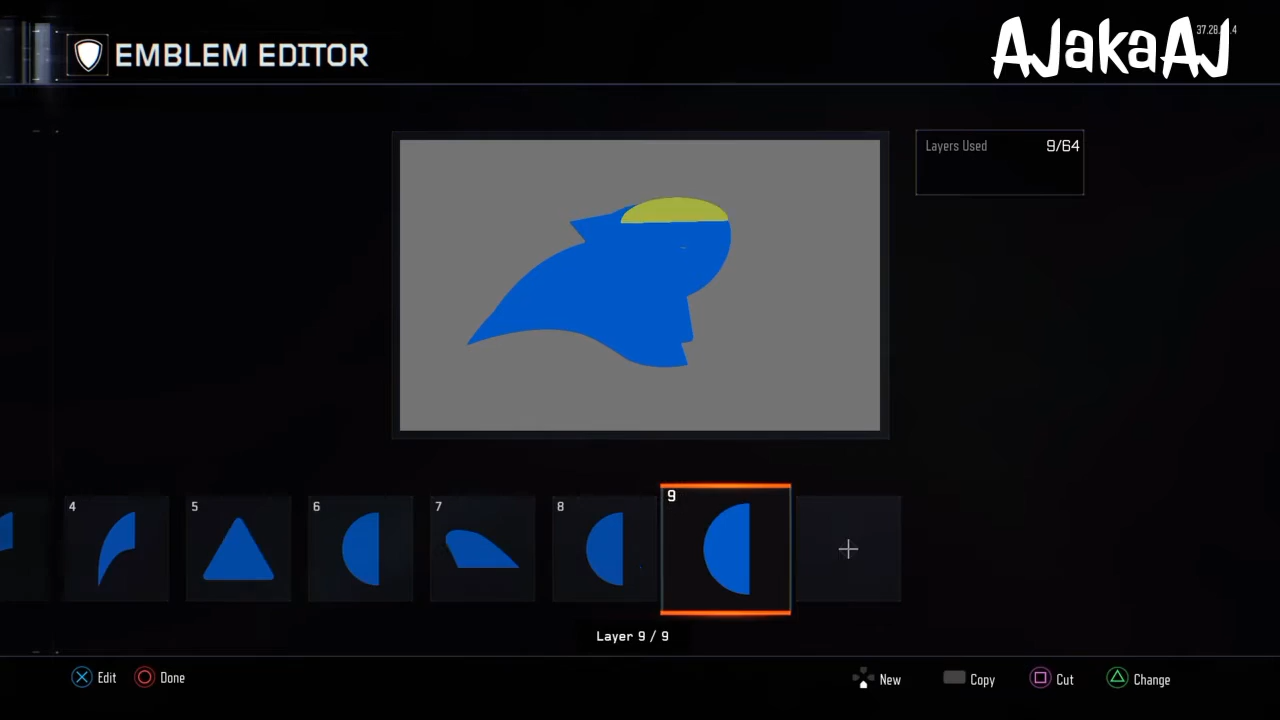 EMBLEM EDITOR
AJakaAJ
Layers Used 9/64
4 5 6 7 8 9
Layer 9 / 9
Edit Done New Copy Cut Change